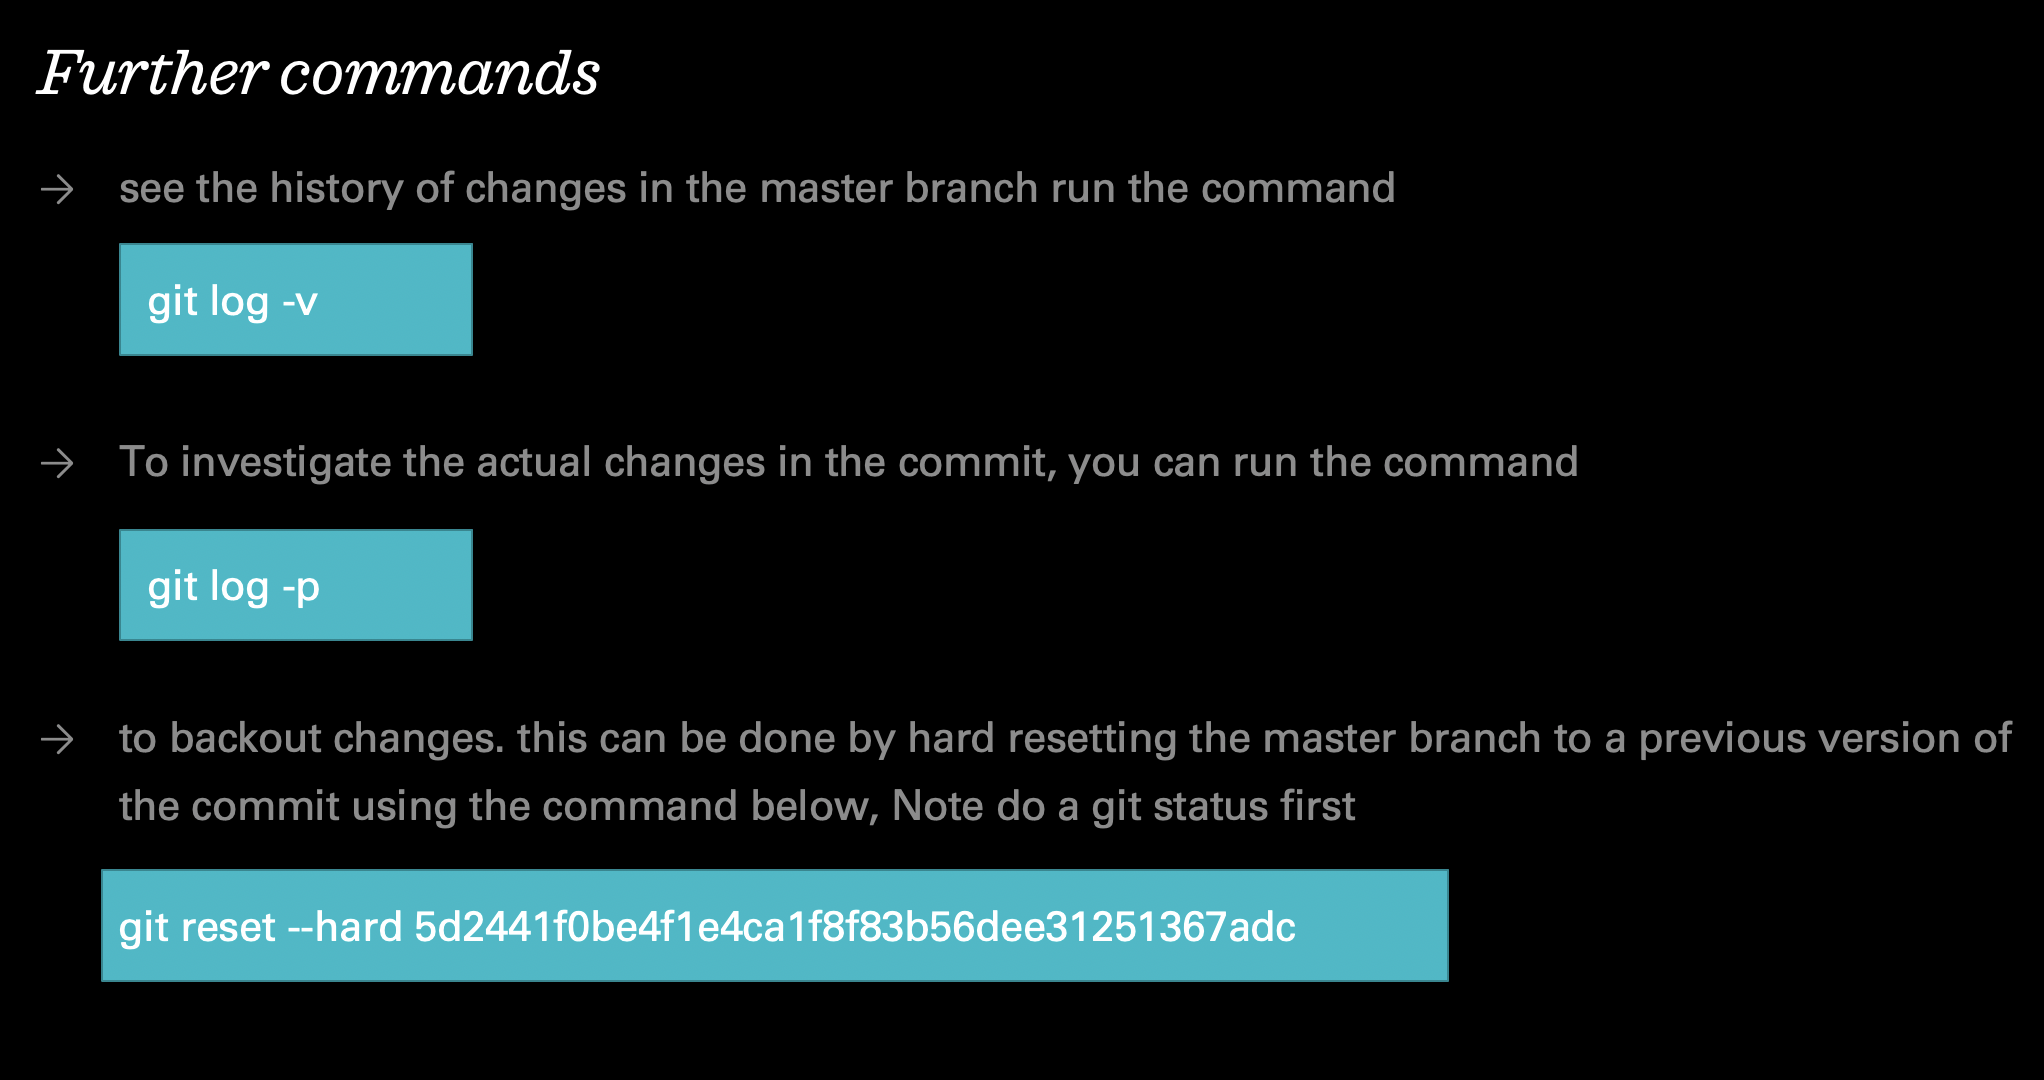 Further commands
→ see the history of changes in the master branch run the command
git log -v
→ To investigate the actual changes in the commit, you can run the command
git log -p
→ to backout changes. this can be done by hard resetting the master branch to a previous version of
the commit using the command below, Note do a git status first
git reset --hard 5d2441f0be4f1e4ca1f8f83b56dee31251367adc